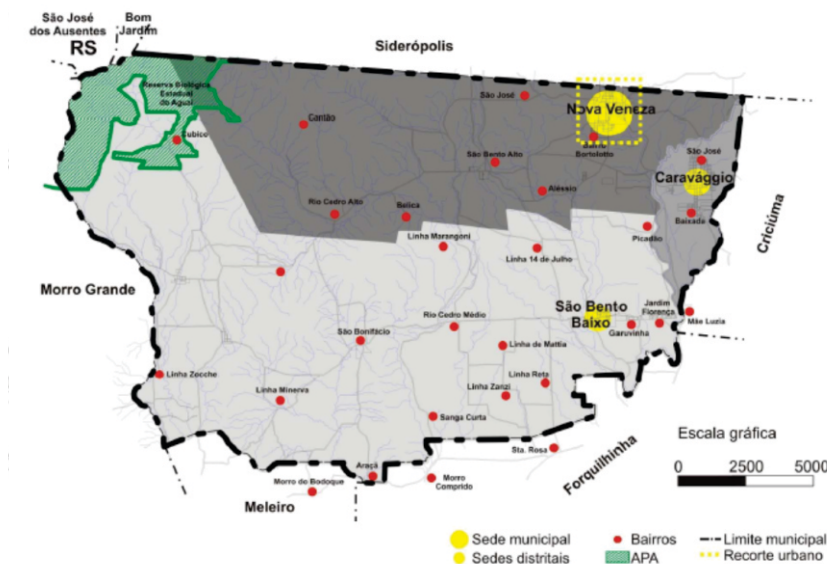 São José
dos Ausentes
RS
Bom
Jardim
Siderópolis
Reserva Biológica
Estadual
do Aguaí
Cubico
Cantão
São José
Nova Veneza
Bairro
Bortolotto
São José
São Bento Alto
Caravággio
Aléssio
Rio Cedro Alto
Belica
Baixada
Picadão
Criciúma
Linha Marangoni
Linha 14 de Julho
Morro Grande
São Bento
Baixo
Jardim
Florença
Mãe Luzia
Garuvinha
Rio Cedro Médio
São Bonifácio
Linha de Mattia
Linha Zocche
Linha Reta
Linha Minerva
Linha Zanzi
Sanga Curta
Sta. Rosa
Forquilhinha
Araçá
Morro do Bodoque
Morro
Comprido
Meleiro
Escala gráfica
0 2500 5000
Sede municipal
Bairros
Limite municipal
Sedes distritais
APA
Recorte urbano